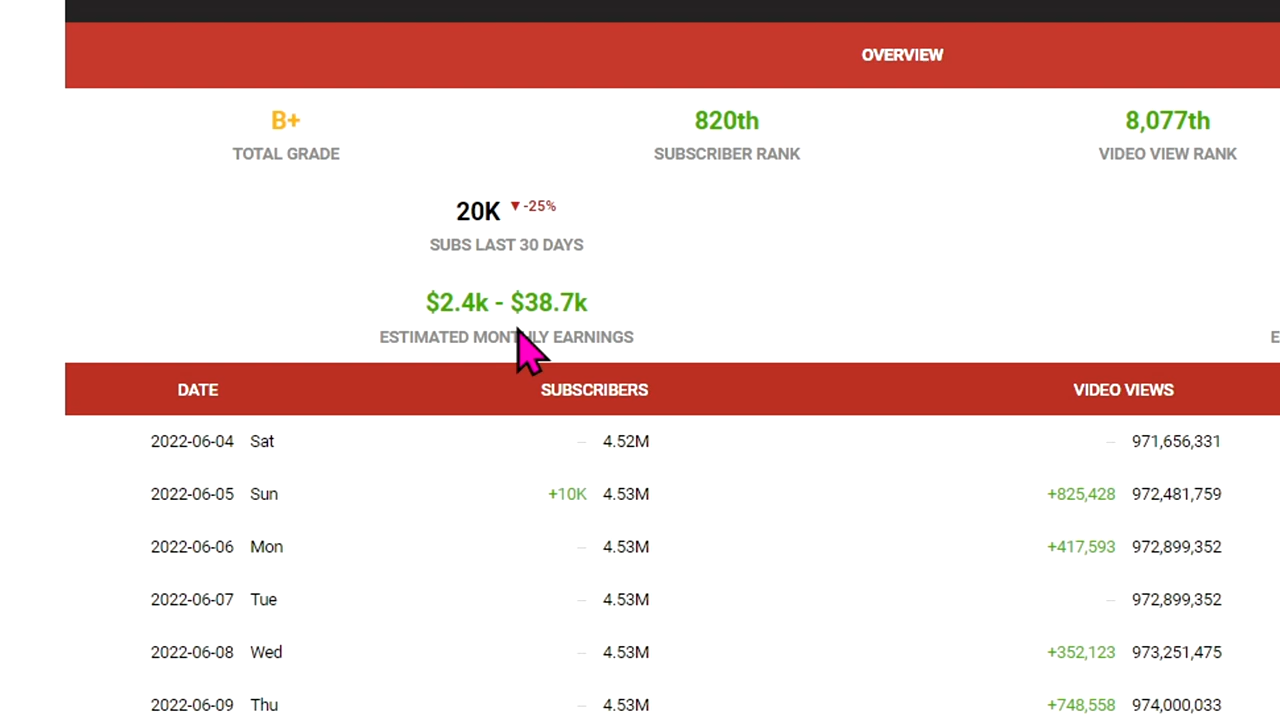 OVERVIEW
B+ 820th 8,077th
TOTAL GRADE SUBSCRIBER RANK VIDEO VIEW RANK
20K ▼-25%
SUBS LAST 30 DAYS
$2.4k - $38.7k
ESTIMATED MONTHLY EARNINGS E
DATE SUBSCRIBERS VIDEO VIEWS
2022-06-04 Sat -- 4.52M -- 971,656,331
2022-06-05 Sun +10K 4.53M +825,428 972,481,759
2022-06-06 Mon -- 4.53M +417,593 972,899,352
2022-06-07 Tue -- 4.53M -- 972,899,352
2022-06-08 Wed -- 4.53M +352,123 973,251,475
2022-06-09 Thu -- 4.53M +748,558 974,000,033